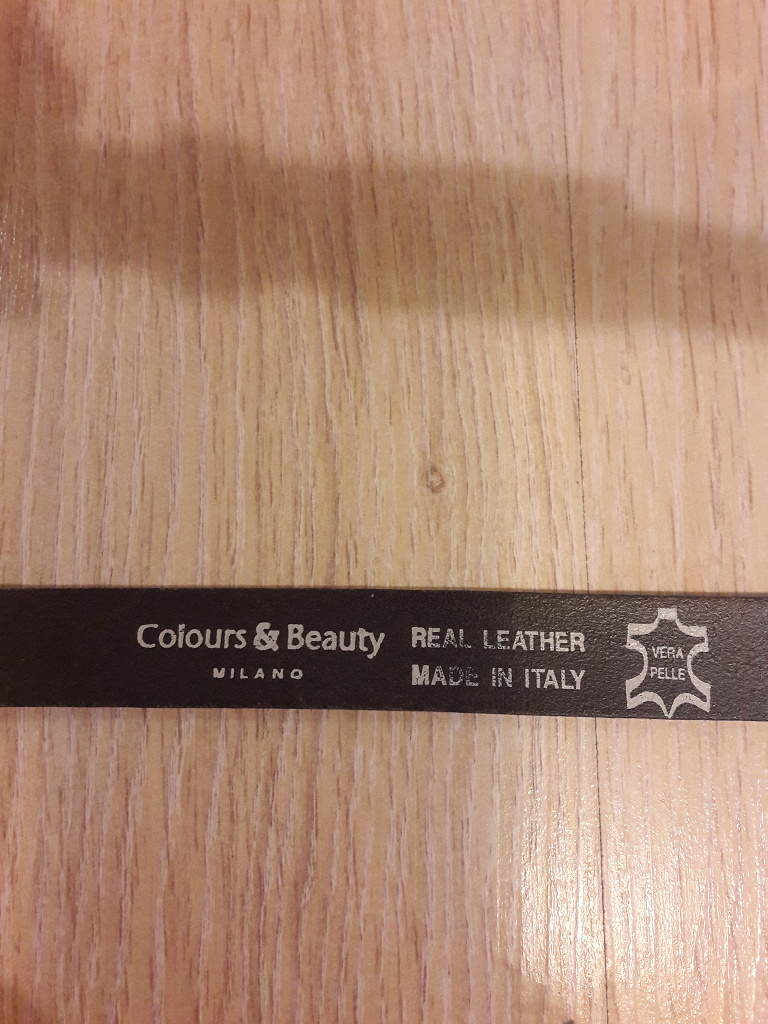 Colours & Beauty
MILANO
REAL LEATHER
MADE IN ITALY
VERA
PELLE